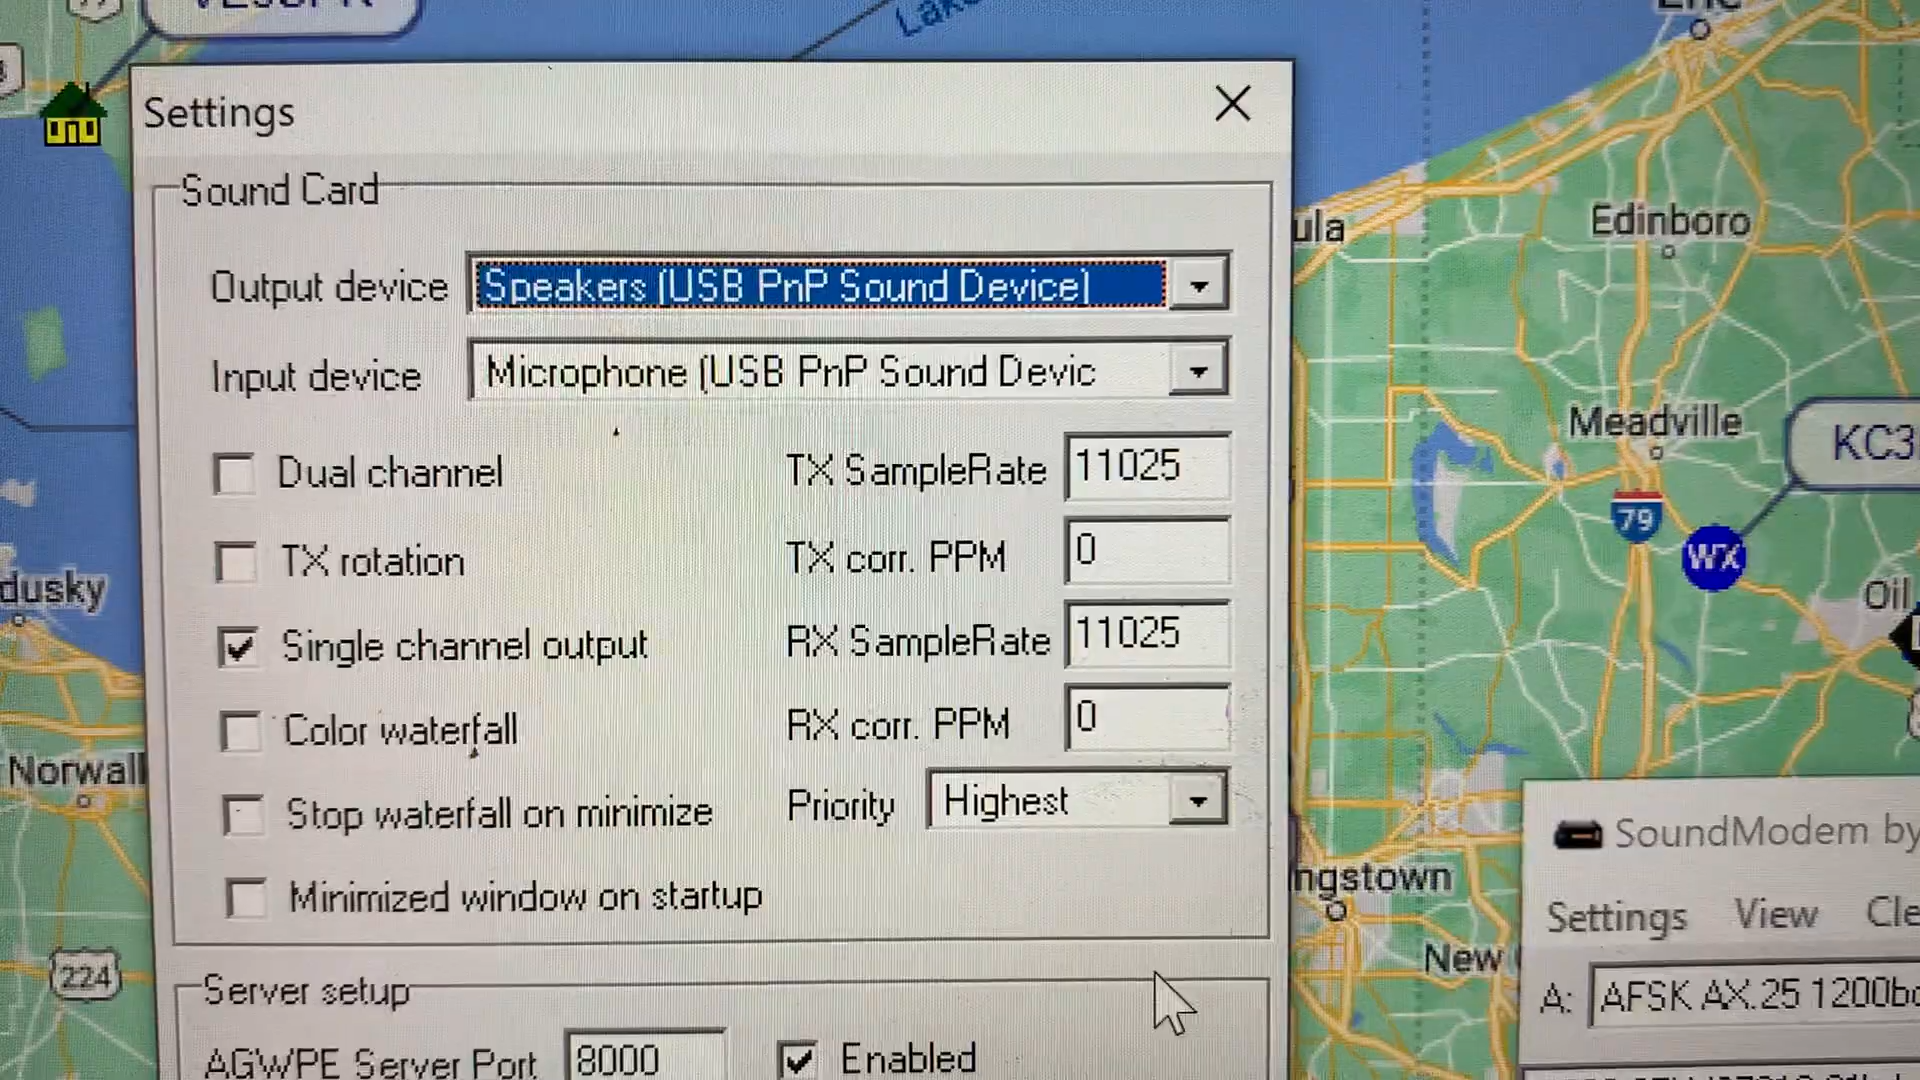 Settings
Sound Card
Output device
Speakers (USB PnP Sound Device)
Input device
Microphone (USB PnP Sound Devic
Dual channel
TX SampleRate
11025
TX rotation
TX corr. PPM
0
Single channel output
RX SampleRate
11025
Color waterfall
RX corr. PPM
0
Stop waterfall on minimize
Priority
Highest
Minimized window on startup
Server setup
AGWPE Server Port
8000
Enabled
Edinboro
Meadville
KC3
79
WX
Oil
ula
dusky
Norwalk
224
ngstown
New
SoundModem by
Settings
View
Cle
A:
AFSK AX.25 1200b